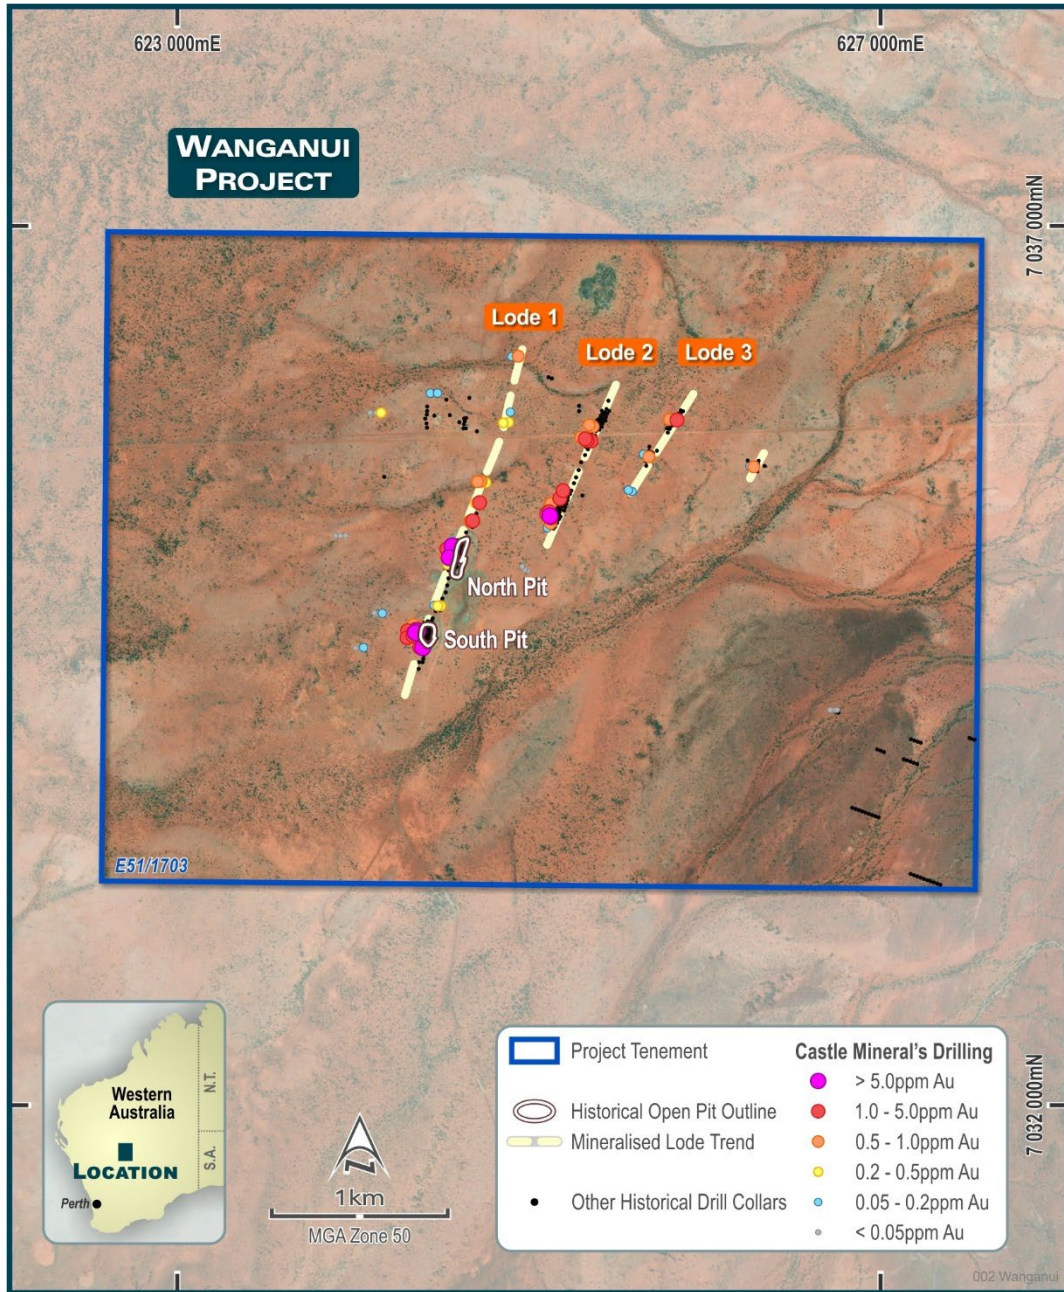 623 000mE
627 000mE
WANGANUI
PROJECT
7 037 000mN
Lode 1
Lode 2
Lode 3
North Pit
South Pit
E51/1703
Western
Australia
N.T.
S.A.
LOCATION
Perth
N
1km
MGA Zone 50
Project Tenement
Historical Open Pit Outline
Mineralised Lode Trend
Other Historical Drill Collars
Castle Mineral's Drilling
> 5.0ppm Au
1.0 - 5.0ppm Au
0.5 - 1.0ppm Au
0.2 - 0.5ppm Au
0.05 - 0.2ppm Au
< 0.05ppm Au
7 032 000mN
002 Wanganui